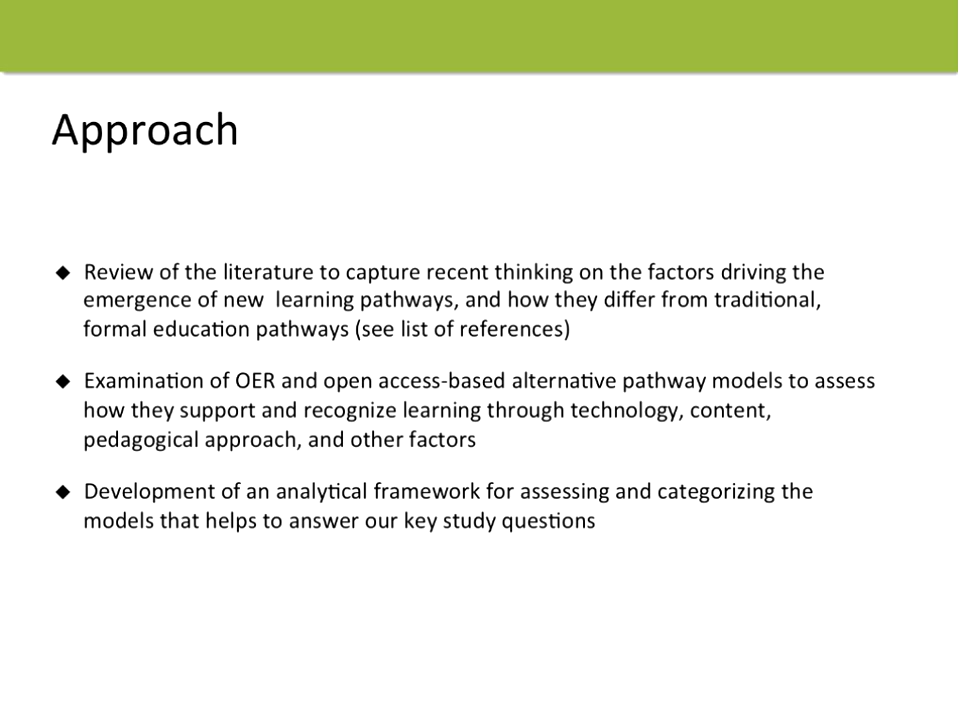 Approach
◆ Review of the literature to capture recent thinking on the factors driving the
emergence of new  learning pathways, and how they differ from traditional,
formal education pathways (see list of references)
◆ Examination of OER and open access-based alternative pathway models to assess
how they support and recognize learning through technology, content,
pedagogical approach, and other factors
◆ Development of an analytical framework for assessing and categorizing the
models that helps to answer our key study questions